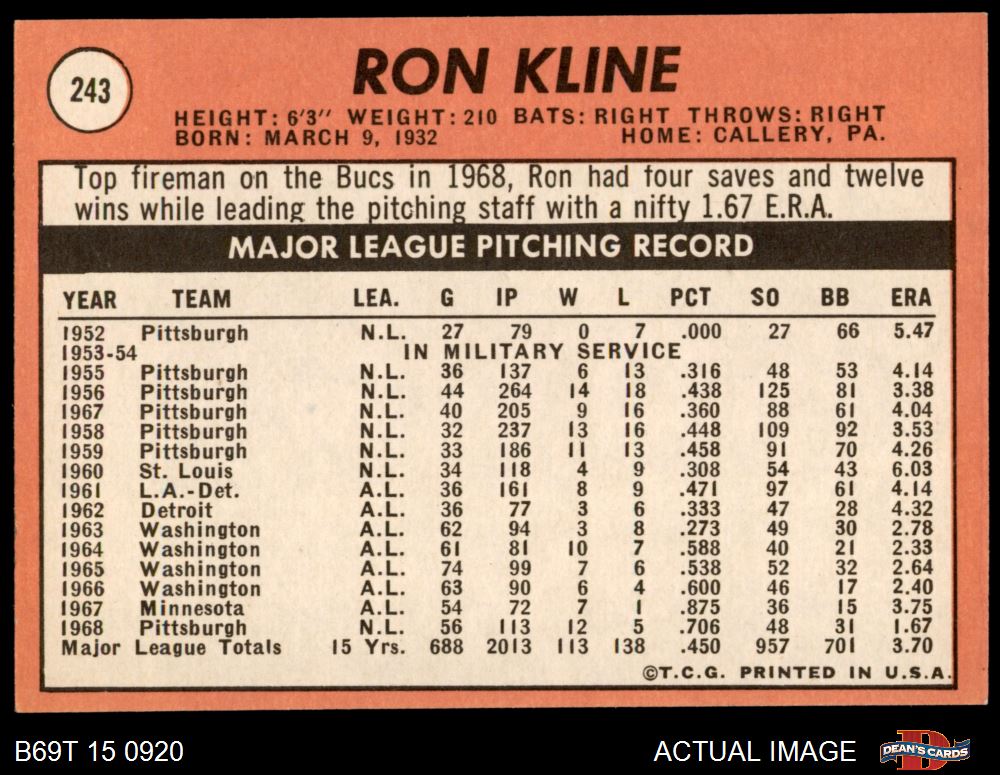 243
RON KLINE
HEIGHT: 6'3" WEIGHT: 210 BATS: RIGHT THROWS: RIGHT
BORN: MARCH 9, 1932 HOME: CALLERY, PA.
Top fireman on the Bucs in 1968, Ron had four saves and twelve
wins while leading the pitching staff with a nifty 1.67 E.R.A.
MAJOR LEAGUE PITCHING RECORD
YEAR TEAM LEA. G IP W L PCT SO BB ERA
1952 Pittsburgh N.L. 27 79 0 7 .000 27 66 5.47
1953-54 IN MILITARY SERVICE
1955 Pittsburgh N.L. 36 137 6 13 .316 48 53 4.14
1956 Pittsburgh N.L. 44 264 14 18 .438 125 81 3.38
1967 Pittsburgh N.L. 40 205 9 16 .360 88 61 4.04
1958 Pittsburgh N.L. 32 237 13 16 .448 109 92 3.53
1959 Pittsburgh N.L. 33 186 11 13 .458 91 70 4.26
1960 St. Louis N.L. 34 118 4 9 .308 54 43 6.03
1961 L.A.-Det. A.L. 36 161 8 9 .471 97 61 4.14
1962 Detroit A.L. 36 77 3 6 .333 47 28 4.32
1963 Washington A.L. 62 94 3 8 .273 49 30 2.78
1964 Washington A.L. 61 81 10 7 .588 40 21 2.33
1965 Washington A.L. 74 99 7 6 .538 52 32 2.64
1966 Washington A.L. 63 90 6 4 .600 46 17 2.40
1967 Minnesota A.L. 54 72 7 1 .875 36 15 3.75
1968 Pittsburgh N.L. 56 113 12 5 .706 48 31 1.67
Major League Totals 15 Yrs. 688 2013 113 138 .450 957 701 3.70
©T.C.G. PRINTED IN U.S.A.
B69T 15 0920 ACTUAL IMAGE DEAN'S CARDS